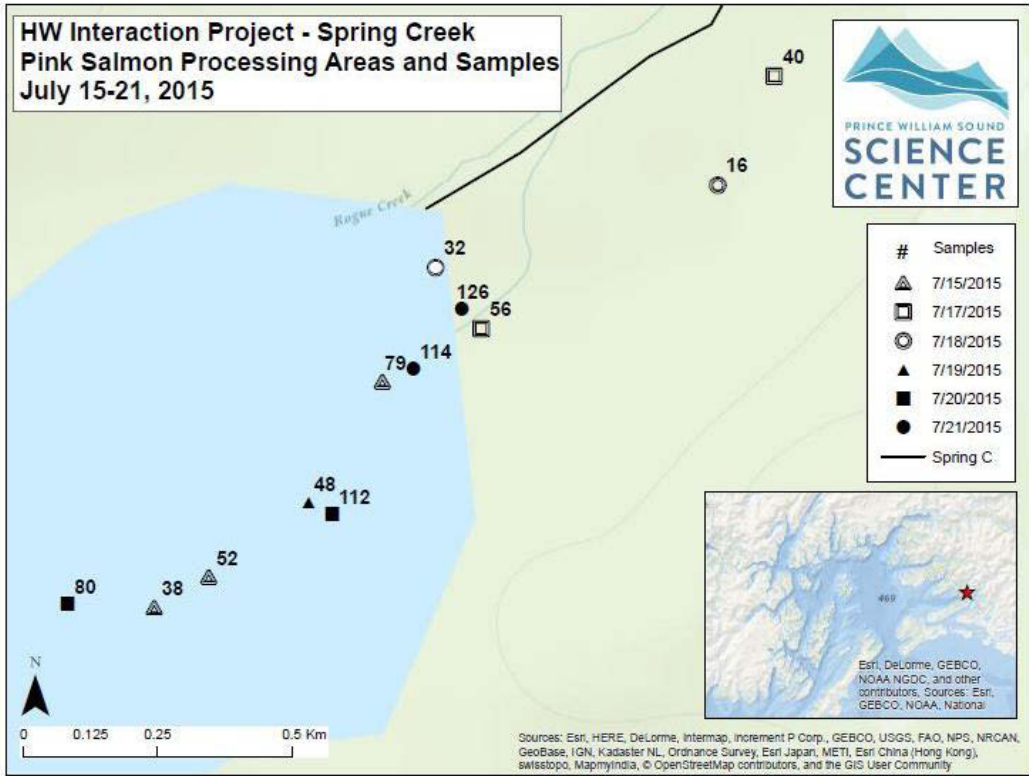 HW Interaction Project - Spring Creek
Pink Salmon Processing Areas and Samples
July 15-21, 2015
40
PRINCE WILLIAM SOUND
SCIENCE
CENTER
16
Rogue Creek
32
126
56
114
79
48
112
52
38
80
# Samples
7/15/2015
7/17/2015
7/18/2015
7/19/2015
7/20/2015
7/21/2015
Spring C
469
Esri, DeLorme, GEBCO,
NOAA NGDC, and other
contributors, Sources: Esri,
GEBCO, NOAA, National
N
0 0.125 0.25 0.5 Km
Sources: Esri, HERE, DeLorme, Intermap, increment P Corp., GEBCO, USGS, FAO, NPS, NRCAN,
GeoBase, IGN, Kadaster NL, Ordnance Survey, Esri Japan, METI, Esri China (Hong Kong),
swisstopo, MapmyIndia, © OpenStreetMap contributors, and the GIS User Community